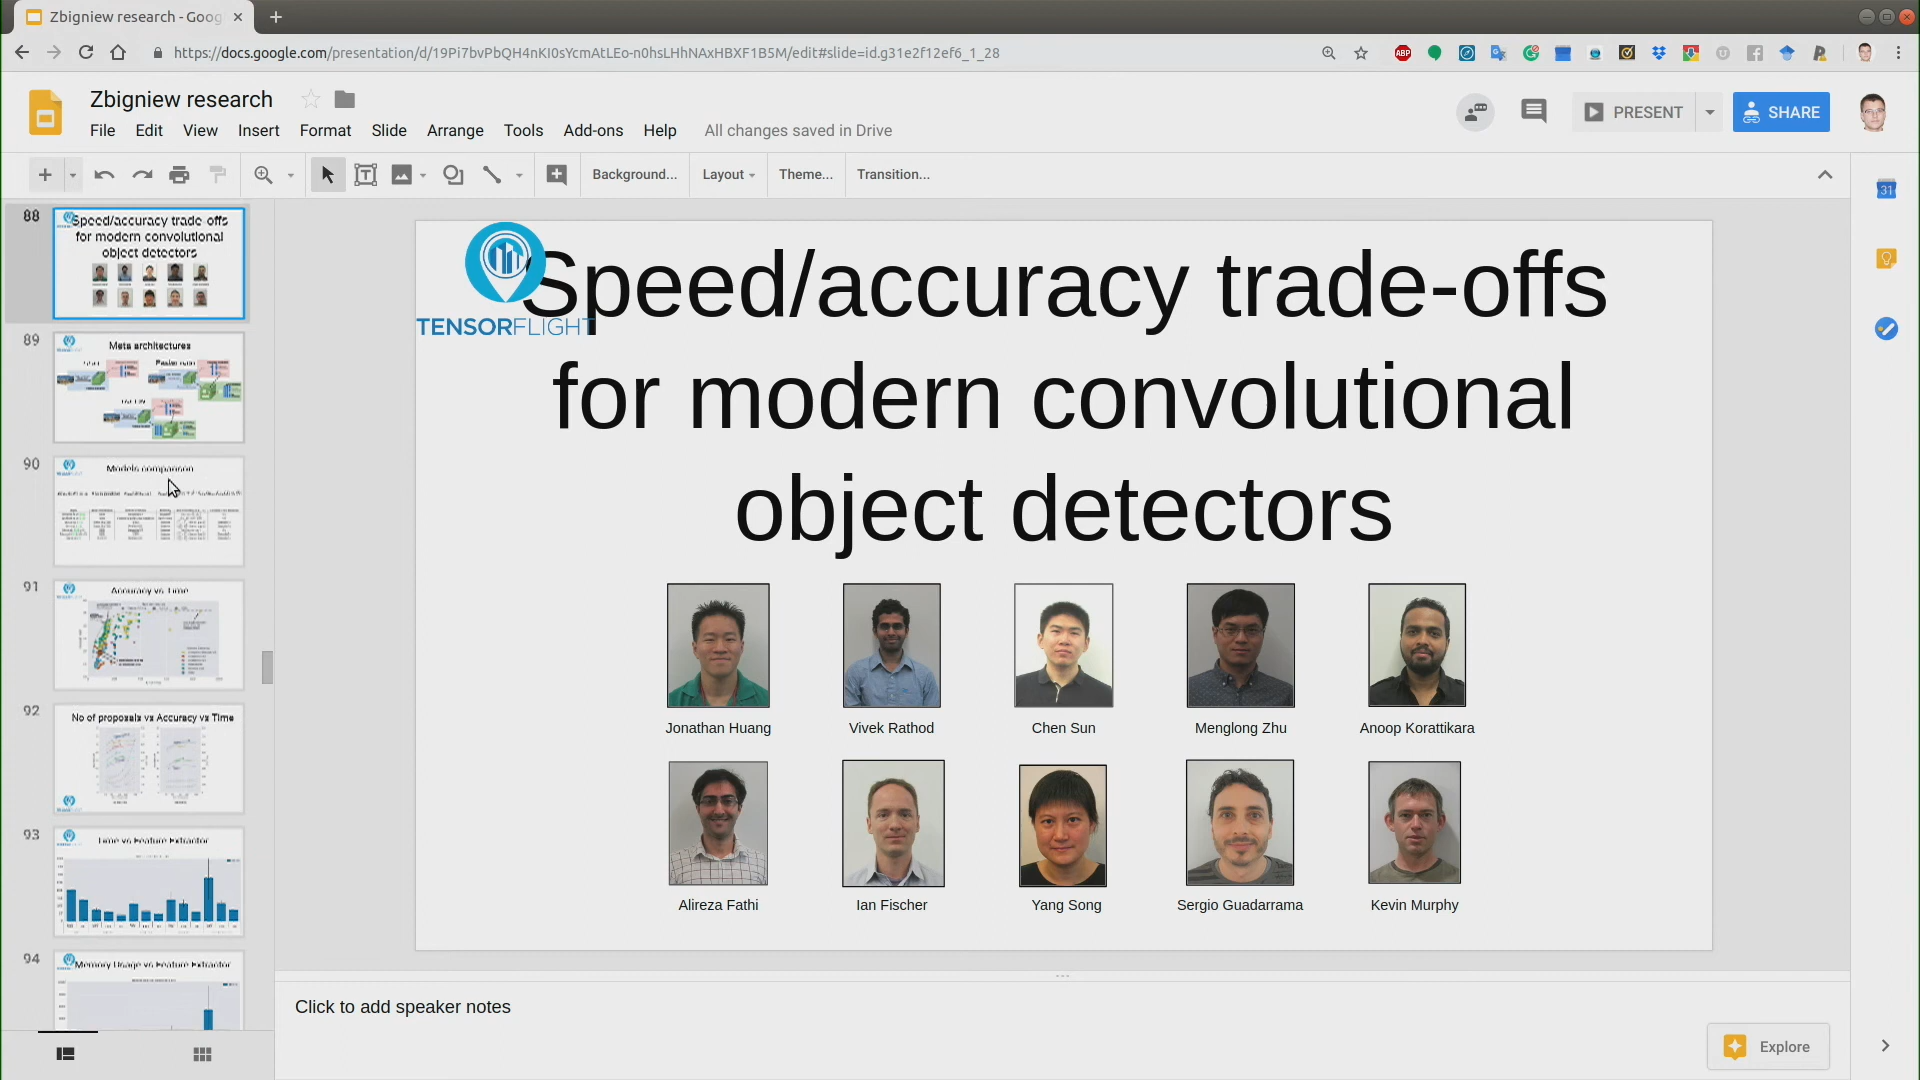 Zbigniew research - Goog
https://docs.google.com/presentation/d/19Pi7bvPbQH4nKI0sYcmAtLEo-n0hsLHhNAxHBXF1B5M/edit#slide=id.g31e2f12ef6_1_28
Zbigniew research
File Edit View Insert Format Slide Arrange Tools Add-ons Help All changes saved in Drive
PRESENT
SHARE
Background... Layout Theme... Transition...
88
Speed/accuracy trade-offs
for modern convolutional
object detectors
89
Meta architectures
90
Models comparison
91
Accuracy vs Time
92
No of proposals vs Accuracy vs Time
93
Time vs Feature Extractor
94
Memory Usage vs Feature Extractor
TENSORFLIGHT
Speed/accuracy trade-offs
for modern convolutional
object detectors
Jonathan Huang Vivek Rathod Chen Sun Menglong Zhu Anoop Korattikara
Alireza Fathi Ian Fischer Yang Song Sergio Guadarrama Kevin Murphy
Click to add speaker notes
Explore
ABP
31